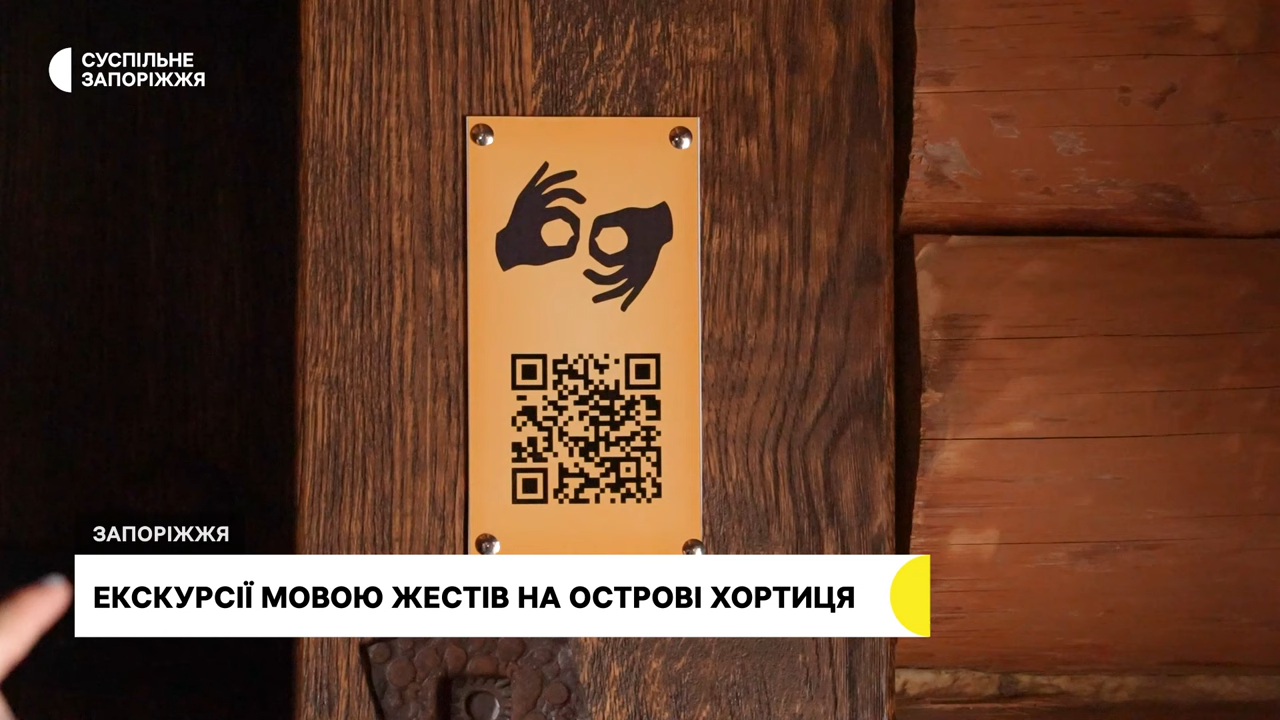 СУСПІЛЬНЕ
ЗАПОРІЖЖЯ
ЗАПОРІЖЖЯ
ЕКСКУРСІЇ МОВОЮ ЖЕСТІВ НА ОСТРОВІ ХОРТИЦЯ